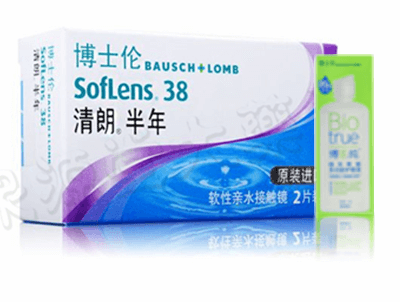 博士伦 BAUSCH + LOMB
SofLens® 38
清朗® 半年
原装进
软性亲水接触镜 2片
Bio
true
博士伦